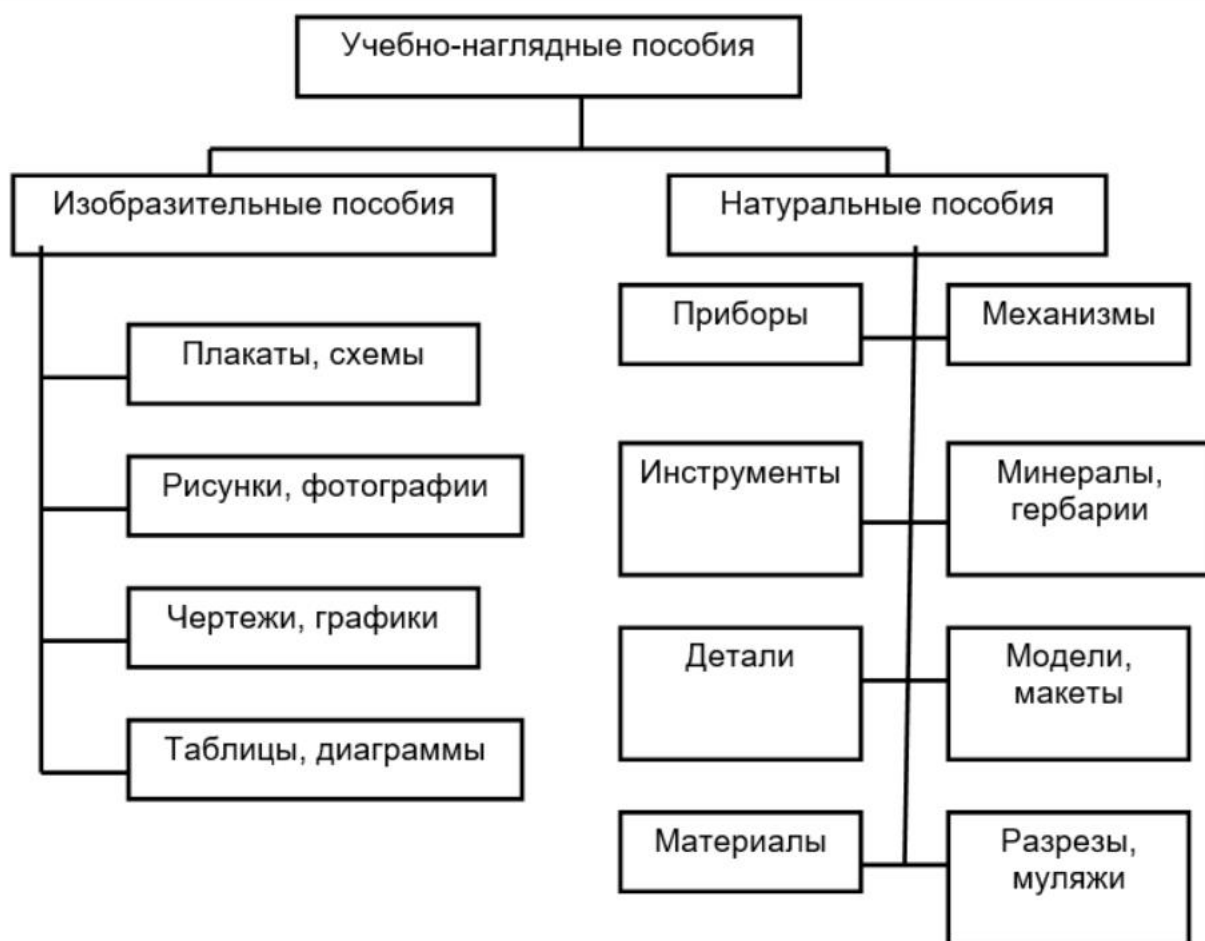 Учебно-наглядные пособия
Изобразительные пособия
Натуральные пособия
Плакаты, схемы
Рисунки, фотографии
Чертежи, графики
Таблицы, диаграммы
Приборы
Механизмы
Инструменты
Минералы,
гербарии
Детали
Модели,
макеты
Материалы
Разрезы,
муляжи